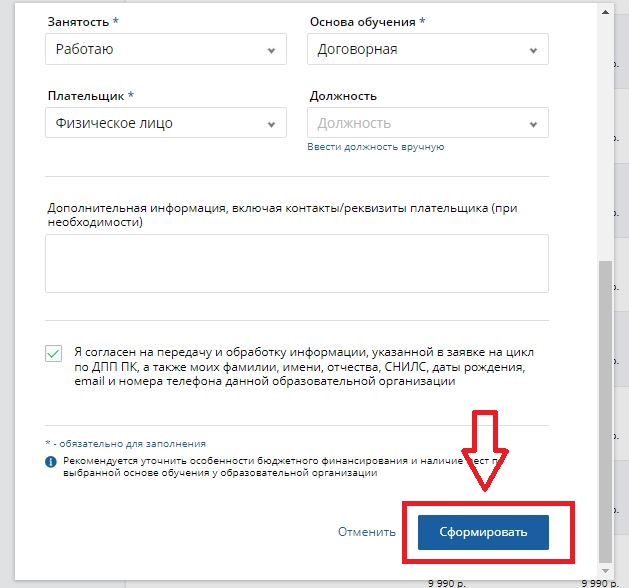 Занятость * Основа обучения *
Работаю Договорная
Плательщик * Должность
Физическое лицо Должность
Ввести должность вручную
Дополнительная информация, включая контакты/реквизиты плательщика (при
необходимости)
Я согласен на передачу и обработку информации, указанной в заявке на цикл
по ДПП ПК, а также моих фамилии, имени, отчества, СНИЛС, даты рождения,
email и номера телефона данной образовательной организации
* - обязательно для заполнения
Рекомендуется уточнить особенности бюджетного финансирования и наличие
выбранной основе обучения у образовательной организации
Отменить Сформировать
9 990 р. 9 990 р.